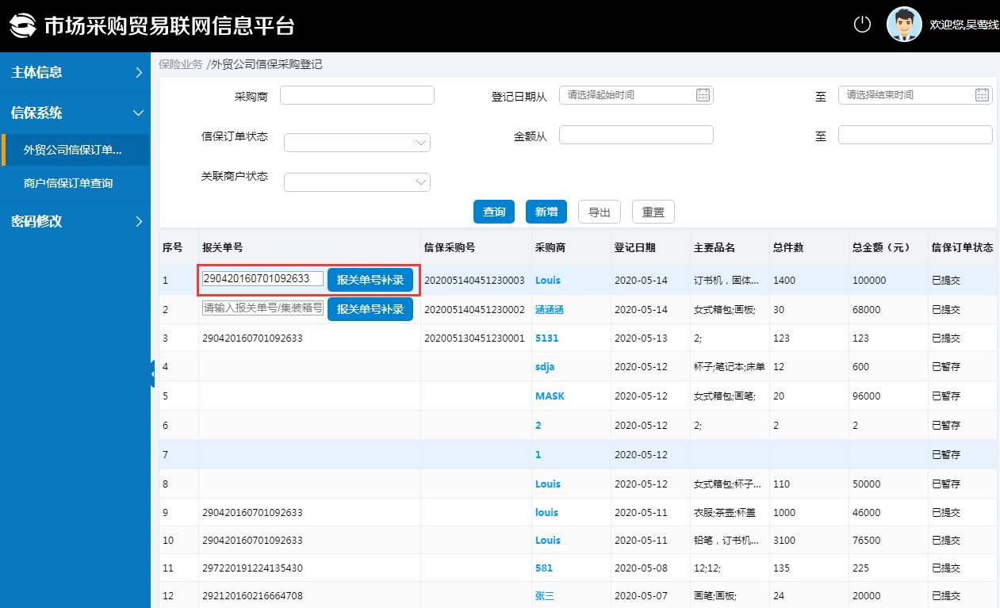 市场采购贸易联网信息平台
欢迎您,吴莺线
主体信息
信保系统
外贸公司信保订单...
商户信保订单查询
密码修改
保险业务 /外贸公司信保采购登记
采购商 登记日期从 请选择起始时间 至 请选择结束时间
信保订单状态 金额从 至
关联商户状态
查询 新增 导出 重置
序号 报关单号 信保采购号 采购商 登记日期 主要品名 总件数 总金额（元） 信保订单状态
1 290420160701092633 报关单号补录 202005140451230003 Louis 2020-05-14 订书机，固体... 1400 100000 已提交
2 请输入报关单号/集装箱号 报关单号补录 202005140451230002 涵涵涵 2020-05-14 女式箱包;画板; 30 68000 已提交
3 290420160701092633 202005130451230001 5131 2020-05-13 2; 123 123 已提交
4 sdja 2020-05-12 杯子;笔记本;床单 12 600 已暂存
5 MASK 2020-05-12 女式箱包;画笔; 20 96000 已暂存
6 2 2020-05-12 2; 2 2 已暂存
7 1 2020-05-12 已暂存
8 Louis 2020-05-12 女式箱包;杯子... 110 50000 已暂存
9 290420160701092633 louis 2020-05-11 衣服;茶壶;杯盖 1000 46000 已提交
10 290420160701092633 Louis 2020-05-11 铅笔，订书机... 3100 76500 已提交
11 297220191224135430 581 2020-05-08 12;12; 135 225 已提交
12 292120160216664708 张三 2020-05-07 画笔;画板; 24 20000 已提交